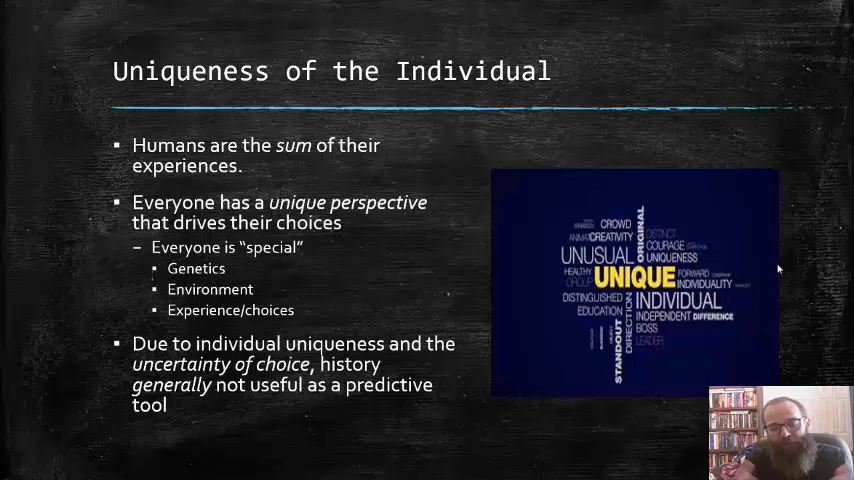 Uniqueness of the Individual
Humans are the sum of their
experiences.
Everyone has a unique perspective
that drives their choices
Everyone is “special”
Genetics
Environment
Experience/choices
Due to individual uniqueness and the
uncertainty of choice, history
generally not useful as a predictive
tool
CROWD
CREATIVITY
ORIGINAL
DISTINCT
COURAGE
UNUSUAL
UNIQUENESS
HEALTHY
GROUP
UNIQUE
FORWARD
INDIVIDUALITY
DISTINGUISHED
INDIVIDUAL
EDUCATION
DIRECTION
INDEPENDENT DIFFERENCE
BOSS
STANDOUT
LEADER